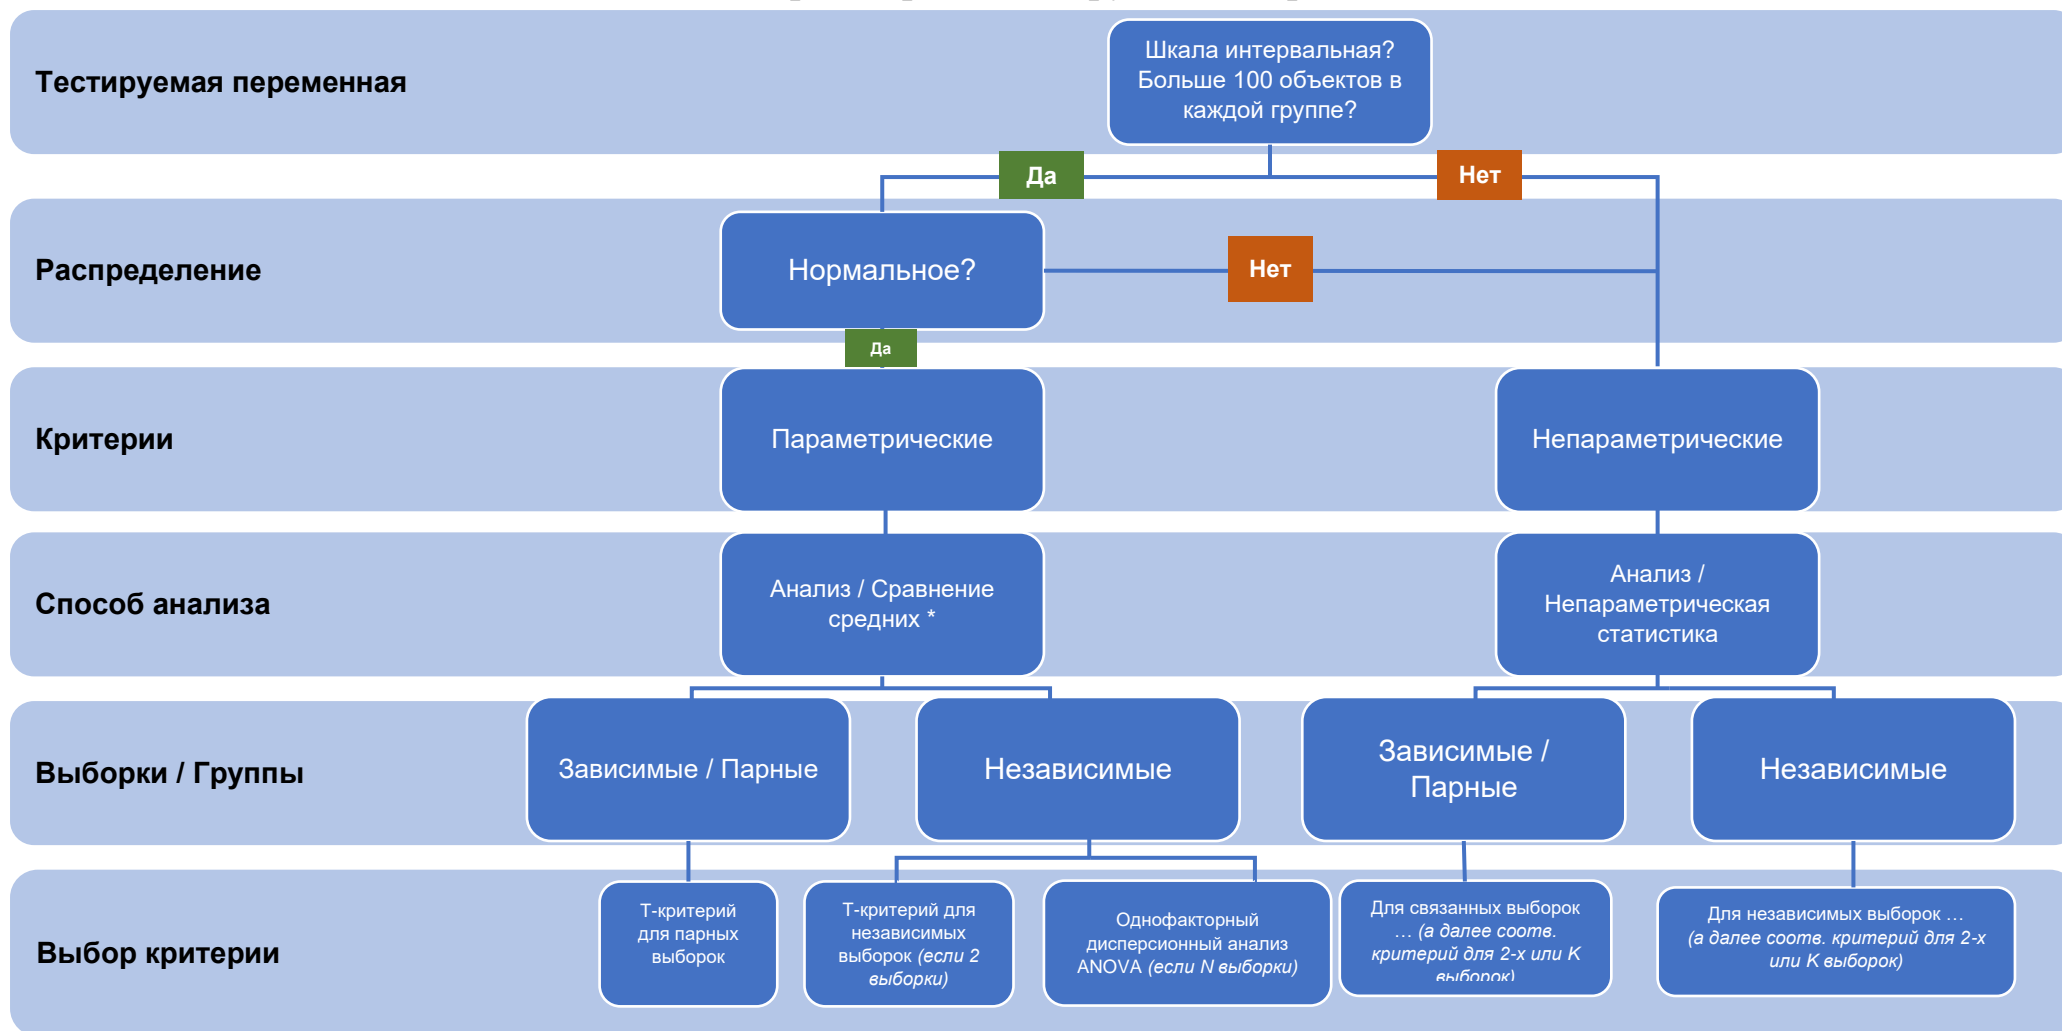 Тестируемая переменная
Шкала интервальная?
Больше 100 объектов в
каждой группе?
Да
Нет
Распределение
Нормальное?
Нет
Да
Критерии
Параметрические
Непараметрические
Способ анализа
Анализ / Сравнение
средних *
Анализ /
Непараметрическая
статистика
Выборки / Группы
Зависимые / Парные
Независимые
Зависимые /
Парные
Независимые
Выбор критерии
Т-критерий
для парных
выборок
Т-критерий для
независимых
выборок (если 2
выборки)
Однофакторный
дисперсионный анализ
ANOVA (если N выборки)
Для связанных выборок
… (а далее соотв.
критерий для 2-х или K
выборок)
Для независимых выборок …
(а далее соотв. критерий для 2-х
или K выборок)